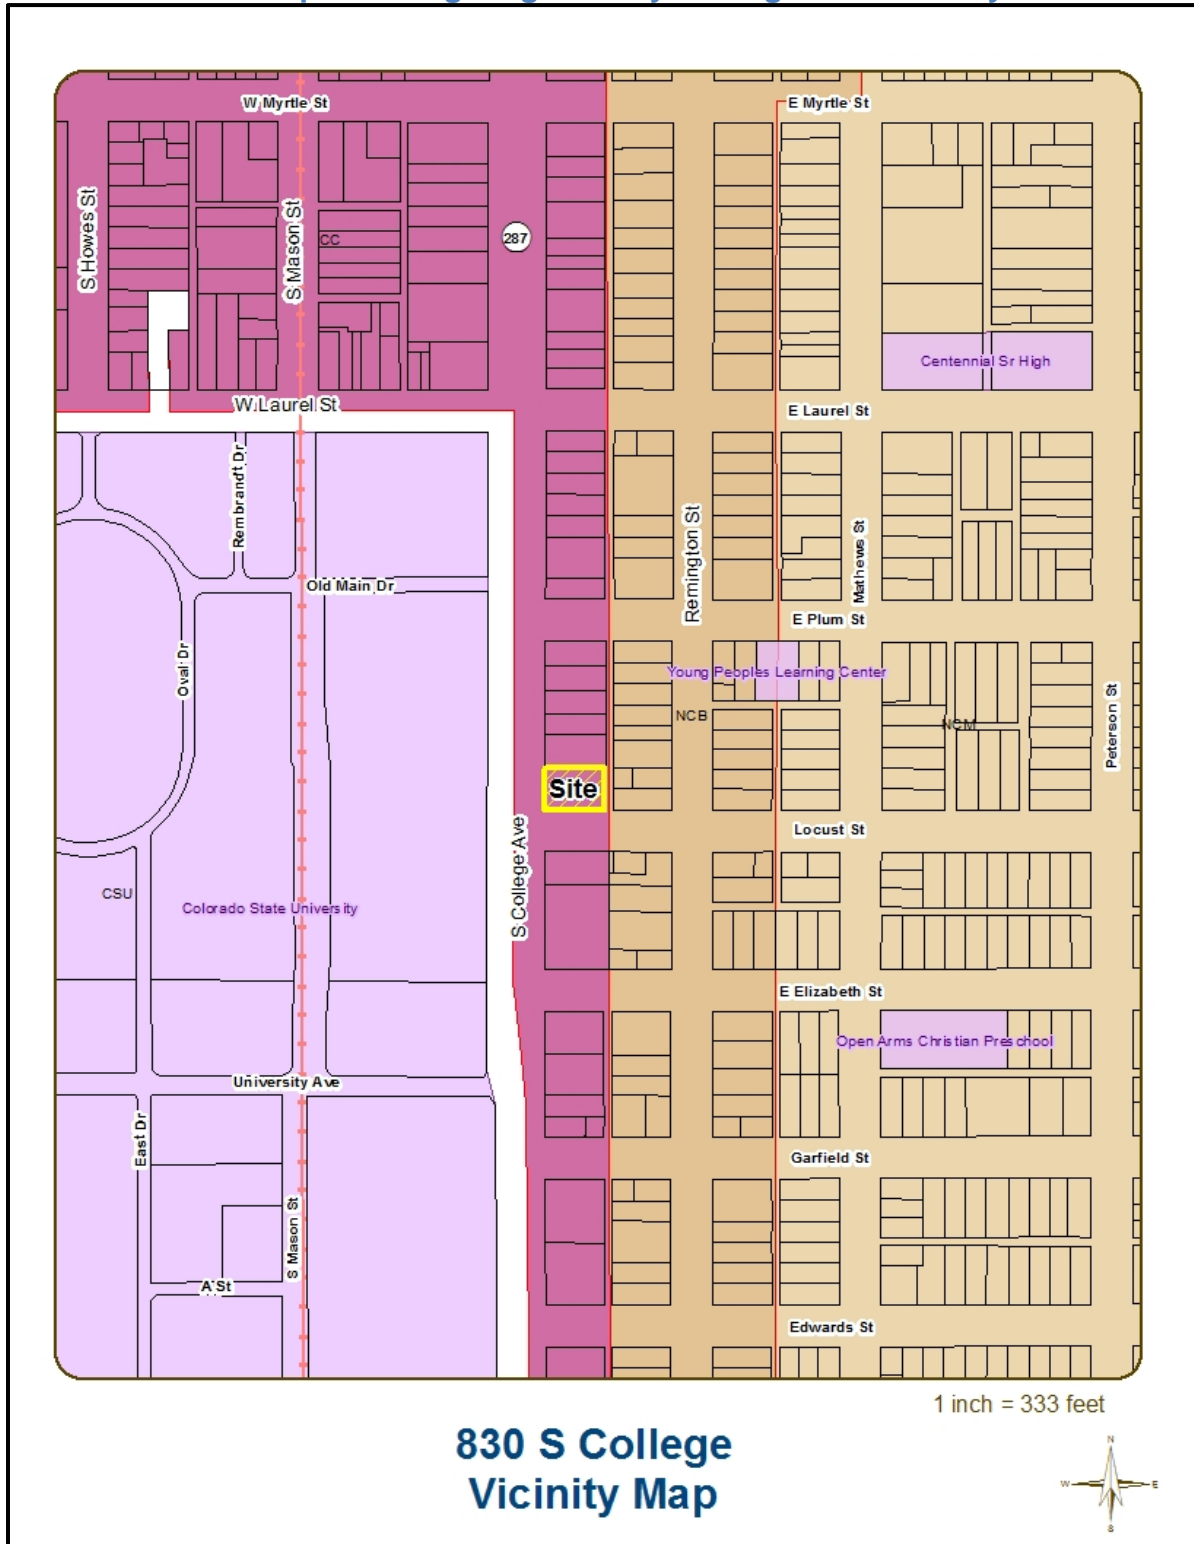 W Myrtle St
E Myrtle St
S Howes St
S Mason St
CC
287
Centennial Sr High
W Laurel St
E Laurel St
Rembrandt Dr
Remington St
Mathews St
Old Main Dr
E Plum St
Oval Dr
Young Peoples Learning Center
NCB
NCM
Peterson St
Site
Locust St
S College Ave
CSU
Colorado State University
E Elizabeth St
Open Arms Christian Preschool
University Ave
East Dr
Garfield St
S Mason St
A St
Edwards St
1 inch = 333 feet
830 S College
Vicinity Map
N
W
E
S